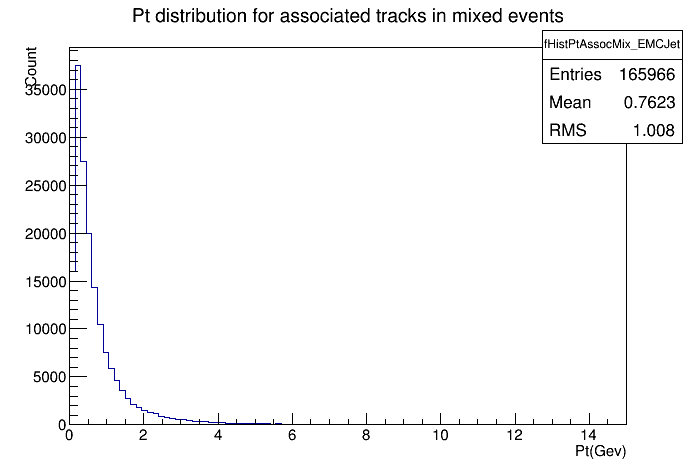 Pt distribution for associated tracks in mixed events
fHistPtAssocMix_EMCJet
Entries 165966
Mean 0.7623
RMS 1.008
Count
35000
30000
25000
20000
15000
10000
5000
0
0 2 4 6 8 10 12 14
Pt(Gev)